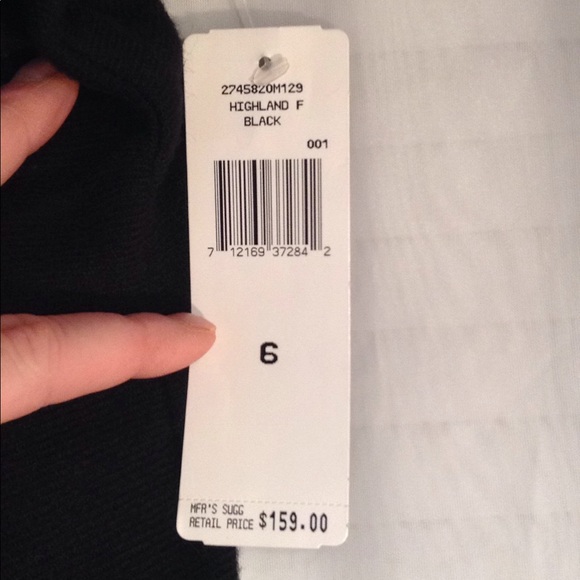 2745820M129
HIGHLAND F
BLACK
001
7 12169 37284 2
6
MFR'S SUGG
RETAIL PRICE $159.00